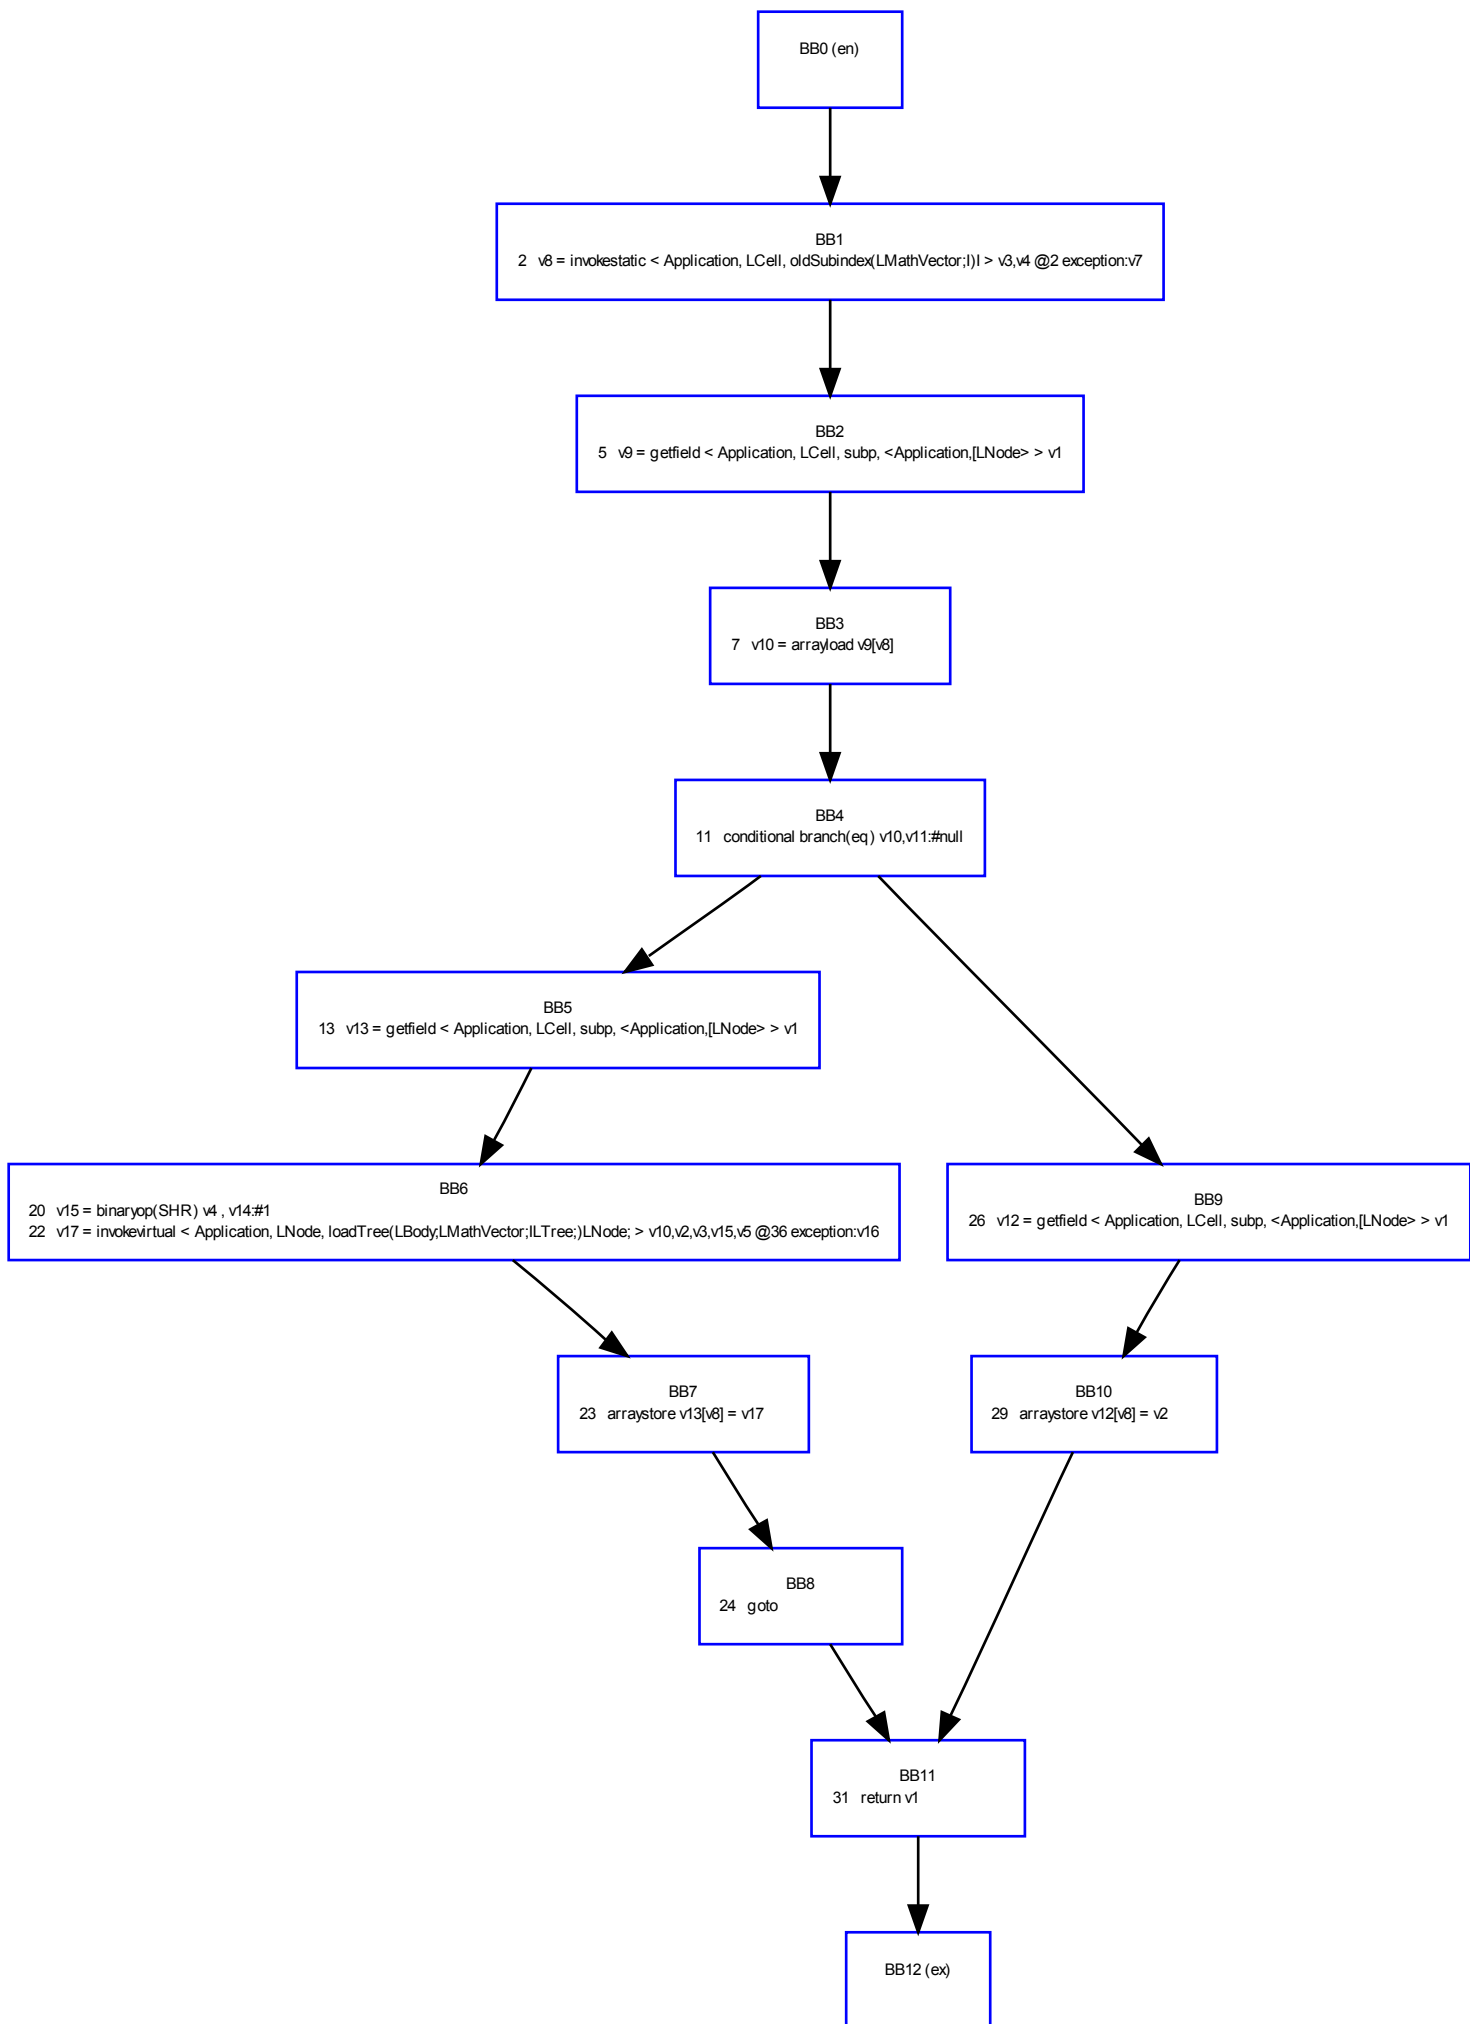 BB0 (en)
BB1
2 v8 = invokestatic < Application, LCell, oldSubindex(LMathVector;I)I > v3,v4 @2 exception:v7
BB2
5 v9 = getfield < Application, LCell, subp, <Application,[LNode> > v1
BB3
7 v10 = arrayload v9[v8]
BB4
11 conditional branch(eq) v10,v11:#null
BB5
13 v13 = getfield < Application, LCell, subp, <Application,[LNode> > v1
BB6
20 v15 = binaryop(SHR) v4 , v14:#1
22 v17 = invokevirtual < Application, LNode, loadTree(LBody;LMathVector;ILTree;)LNode; > v10,v2,v3,v15,v5 @36 exception:v16
BB9
26 v12 = getfield < Application, LCell, subp, <Application,[LNode> > v1
BB7
23 arraystore v13[v8] = v17
BB10
29 arraystore v12[v8] = v2
BB8
24 goto
BB11
31 return v1
BB12 (ex)